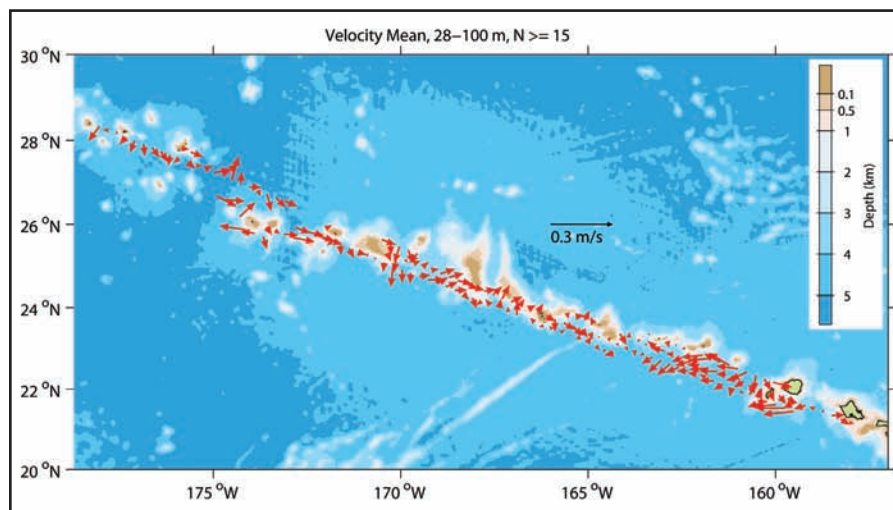 Velocity Mean, 28–100 m, N >= 15
30 °N
28 °N
26 °N
24 °N
22 °N
20 °N
0.3 m/s
0.1
0.5
1
2
3
4
5
Depth (km)
175°W
170°W
165°W
160°W